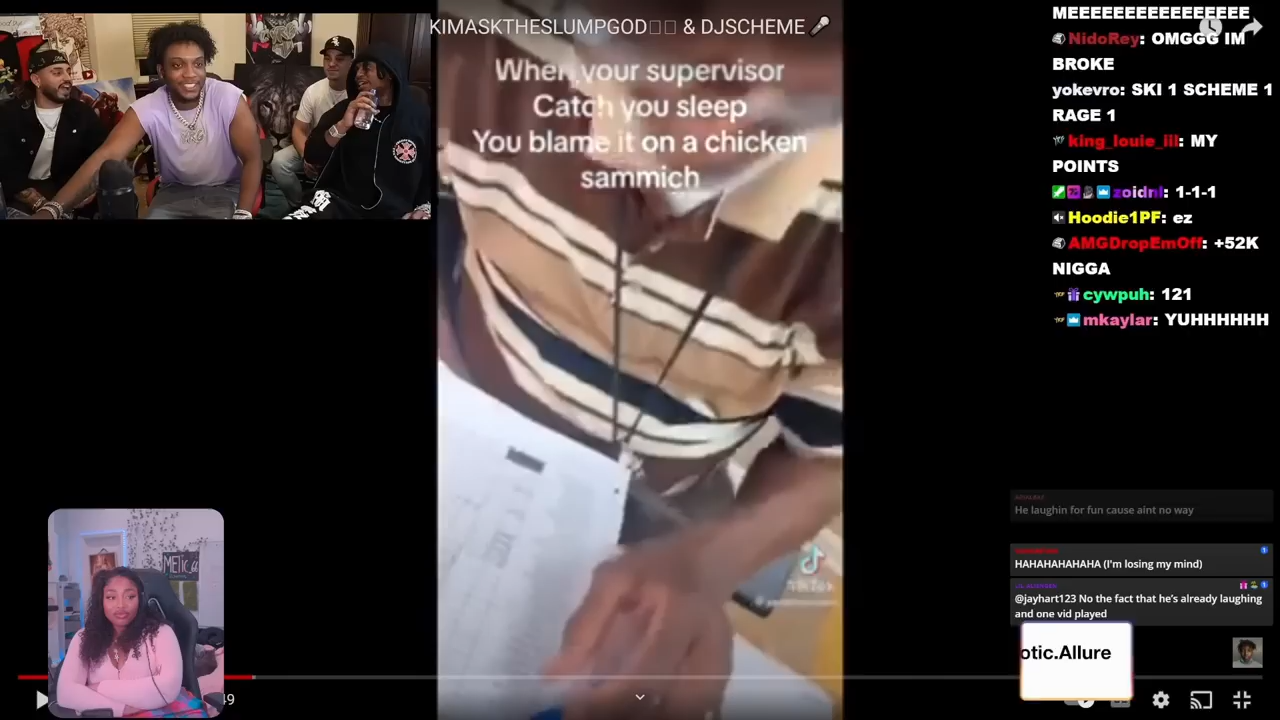 KIMASKTHESLUMPGOD & DJSCHEME
When your supervisor
Catch you sleep
You blame it on a chicken
sammich
MEEEEEEEEEEEEEEEE
NidoRey: OMGGG IM
BROKE
yokevro: SKI 1 SCHEME 1
RAGE 1
king_louie_iii: MY
POINTS
zoidnl: 1-1-1
Hoodie1PF: ez
AMGDropEmOff: +52K
NIGGA
cywpuh: 121
mkaylar: YUHHHHHH
He laughin for fun cause aint no way
HAHAHAHAHAHA (I'm losing my mind)
@jayhart123 No the fact that he's already laughing
and one vid played
otic.Allure
49